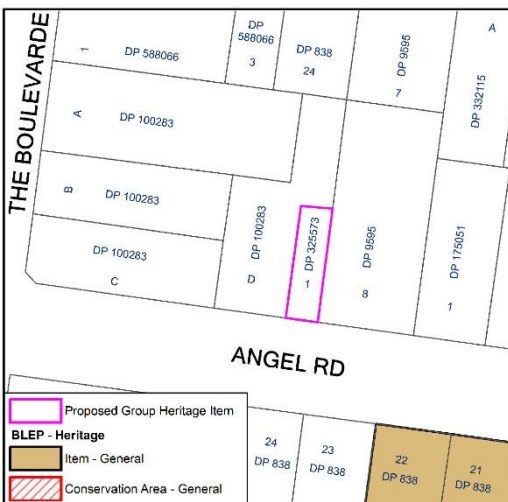 1
DP 588066
DP
588066
3
DP 838
24
DP 9595
7
A
DP 332115
THE BOULEVARDE
A
DP 100283
B
DP 100283
DP 100283
C
DP 100283
D
DP 325573
1
DP 9595
8
DP 175051
1
ANGEL RD
Proposed Group Heritage Item
BLEP - Heritage
Item - General
Conservation Area - General
24
DP 838
23
DP 838
22
DP 838
21
DP 838